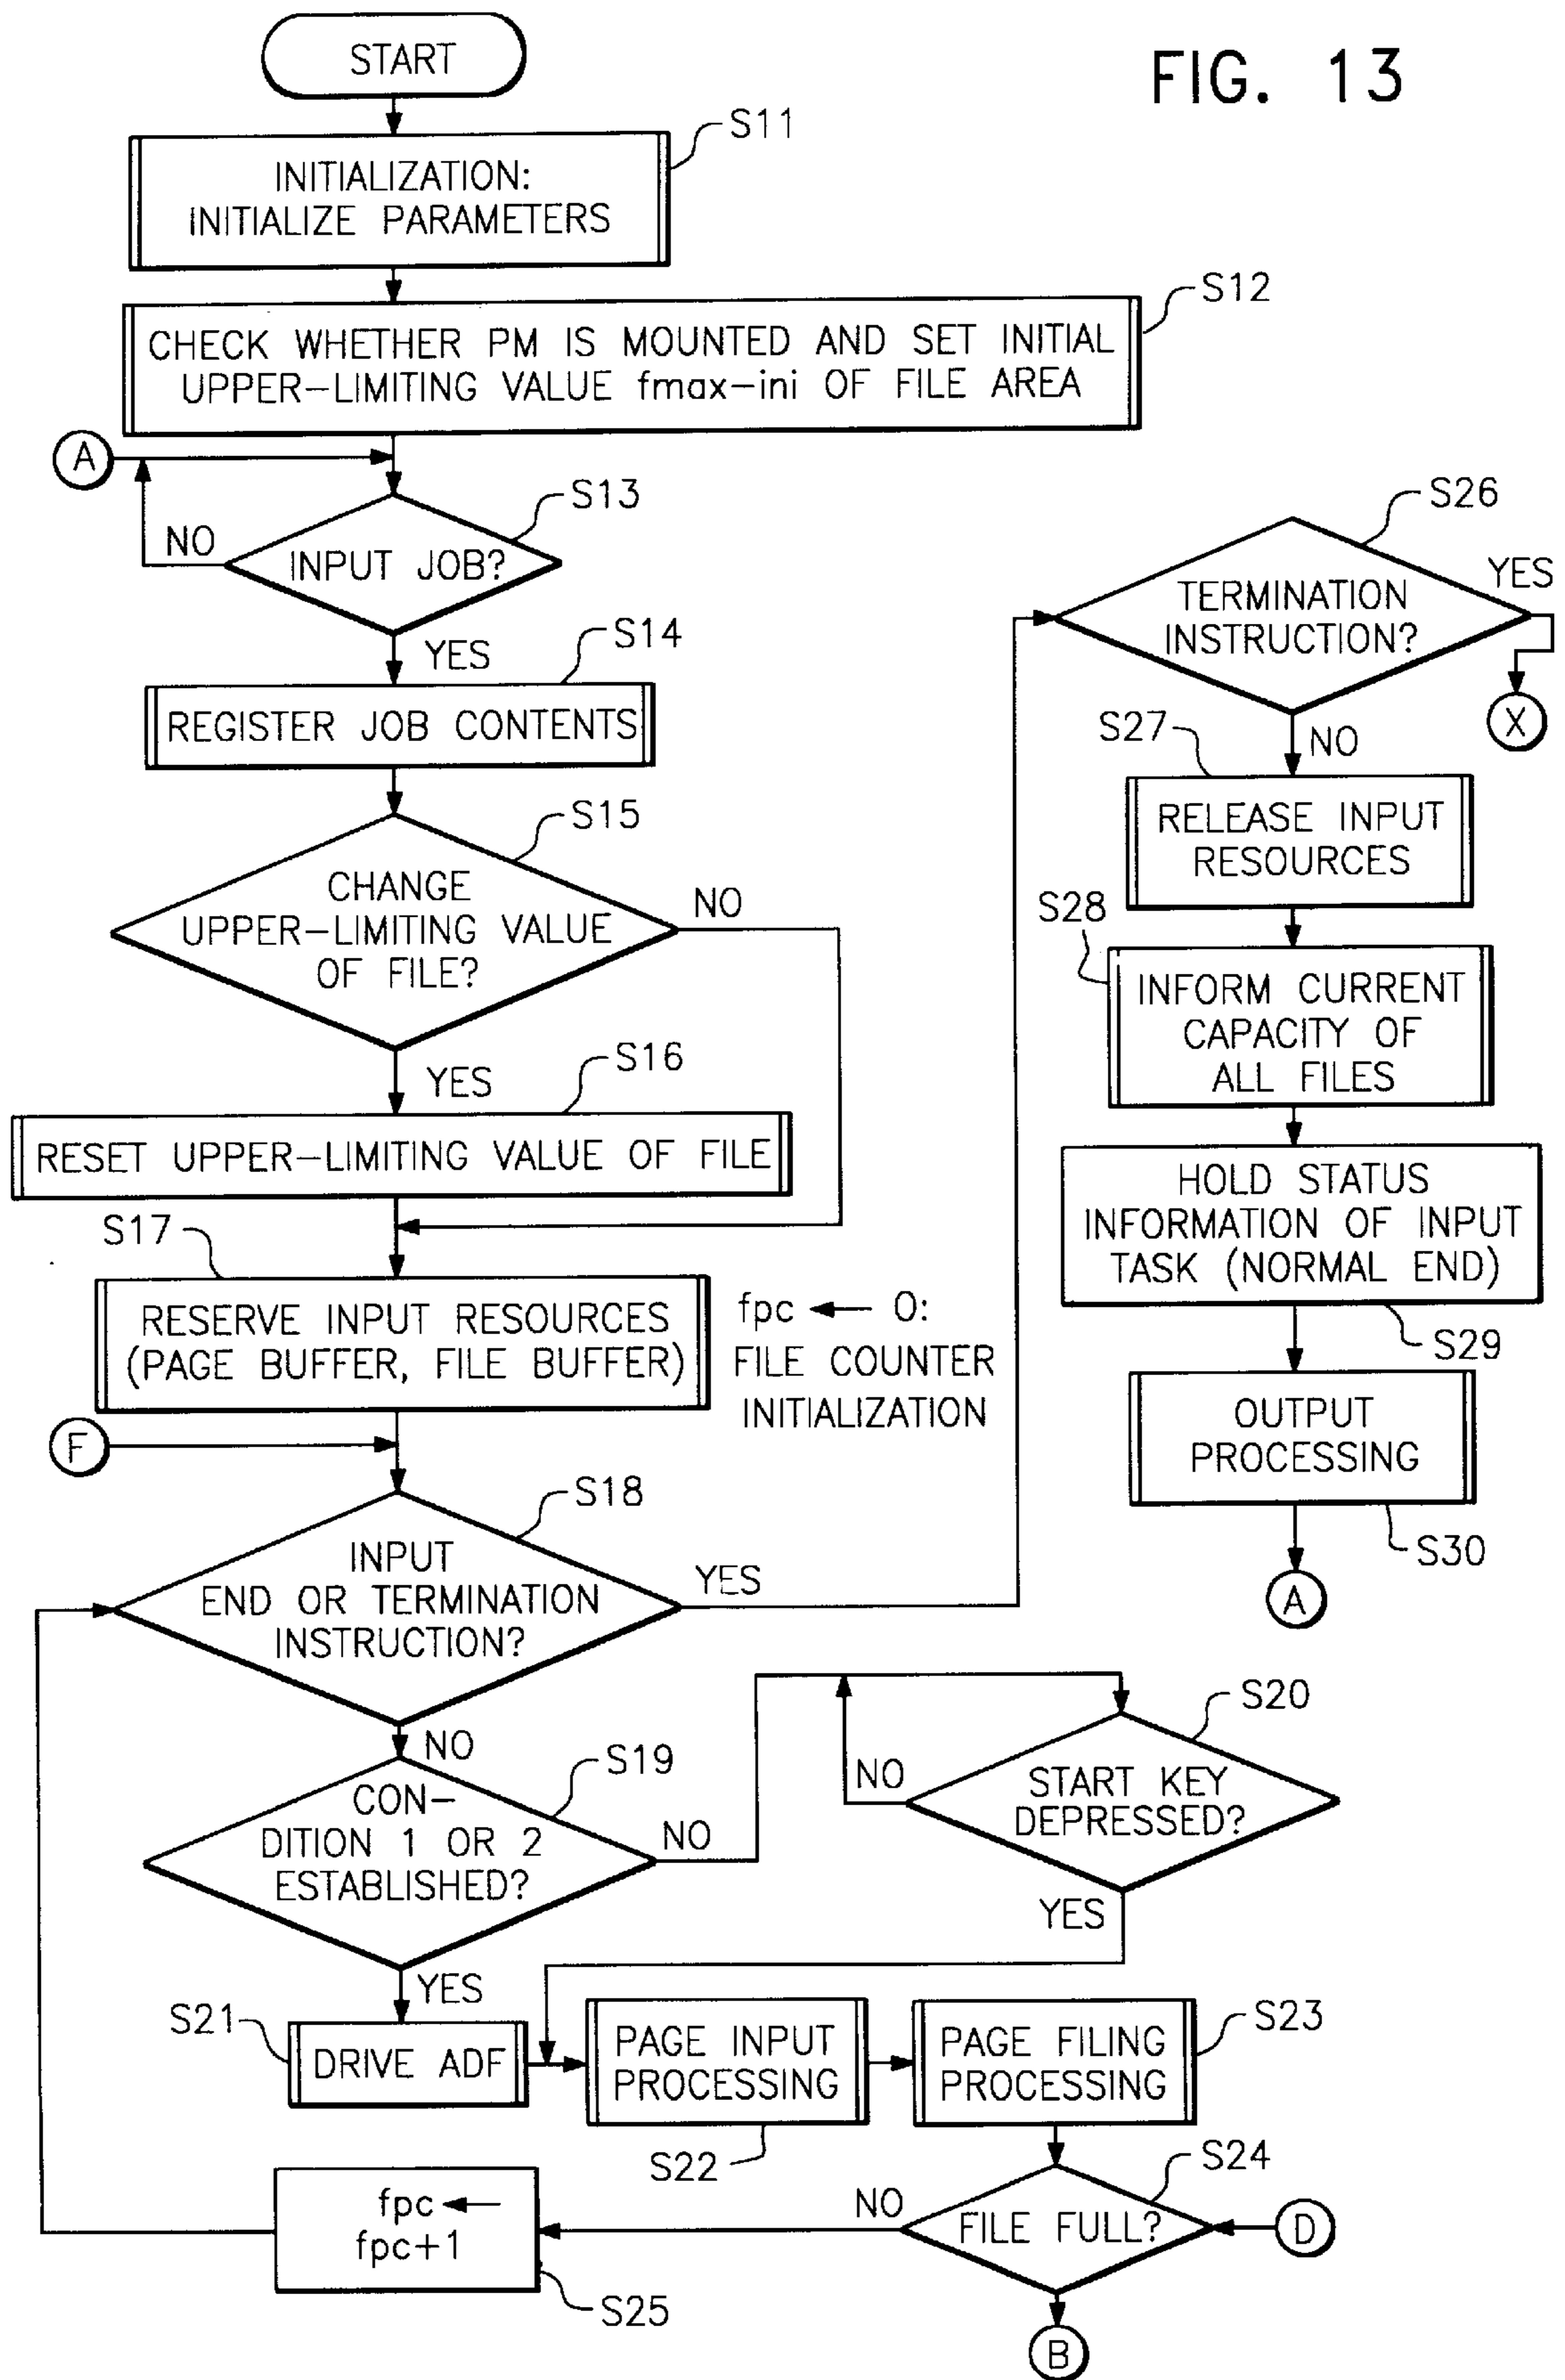 FIG. 13
START
S11
INITIALIZATION:
INITIALIZE PARAMETERS
S12
CHECK WHETHER PM IS MOUNTED AND SET INITIAL
UPPER-LIMITING VALUE fmax-ini OF FILE AREA
A
S13
NO
INPUT JOB?
YES
S14
REGISTER JOB CONTENTS
S15
CHANGE
UPPER-LIMITING VALUE
OF FILE?
NO
YES
S16
RESET UPPER-LIMITING VALUE OF FILE
S17
RESERVE INPUT RESOURCES
(PAGE BUFFER, FILE BUFFER)
fpc ← 0:
FILE COUNTER
INITIALIZATION
F
S18
INPUT
END OR TERMINATION
INSTRUCTION?
YES
NO
S19
CON-
DITION 1 OR 2
ESTABLISHED?
NO
YES
S20
NO
START KEY
DEPRESSED?
YES
S21
DRIVE ADF
PAGE INPUT
PROCESSING
S22
PAGE FILING
PROCESSING
S23
S24
NO
FILE FULL?
D
B
fpc ←
fpc+1
S25
S26
TERMINATION
INSTRUCTION?
YES
X
NO
S27
RELEASE INPUT
RESOURCES
S28
INFORM CURRENT
CAPACITY OF
ALL FILES
HOLD STATUS
INFORMATION OF INPUT
TASK (NORMAL END)
S29
OUTPUT
PROCESSING
S30
A